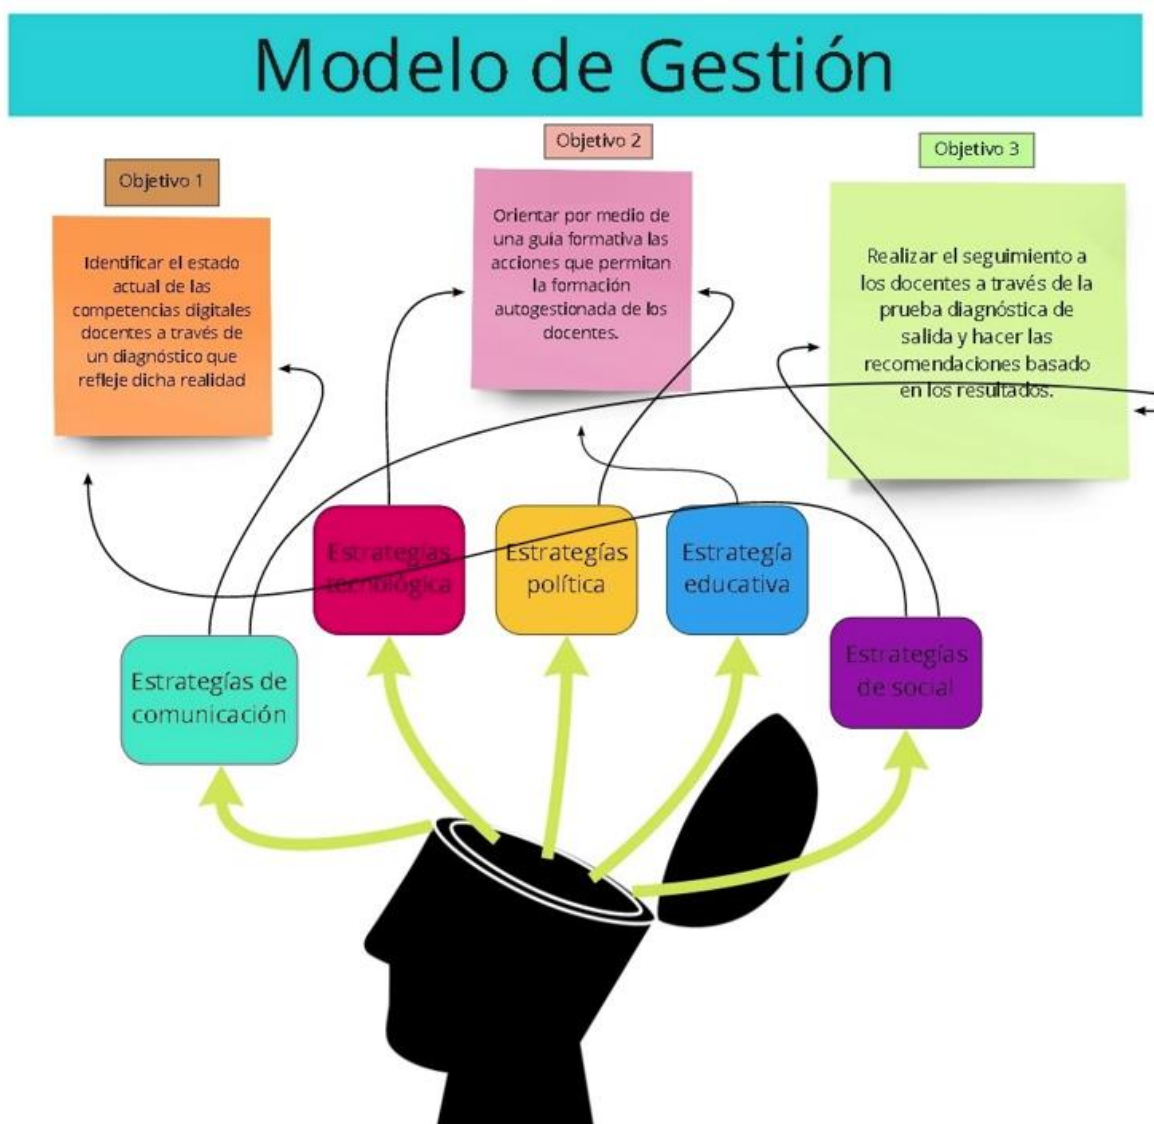 Modelo de Gestión
Objetivo 1
Identificar el estado
actual de las
competencias digitales
docentes a través de
un diagnóstico que
refleje dicha realidad
Objetivo 2
Orientar por medio de
una guía formativa las
acciones que permitan
la formación
autogestionada de los
docentes.
Objetivo 3
Realizar el seguimiento a
los docentes a través de la
prueba diagnóstica de
salida y hacer las
recomendaciones basado
en los resultados.
Estrategías de
comunicación
Estrategías
tecnológica
Estrategías
política
Estrategía
educativa
Estrategías
de social